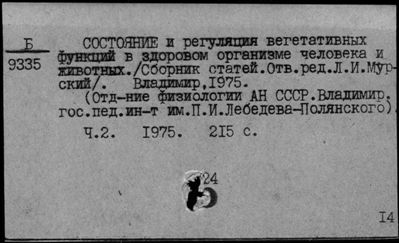 Б
9335
СОСТОЯНИЕ и регуляция вегетативных
функций в здоровом организме человека и
животных./Сборник статей.Отв.ред.Л.И.Мур-
ский/. Владимир,1975.
(Отд-ние физиологии АН СССР.Владимир.
гос.пед.ин-т им.П.И.Лебедева-Полянского).
Ч.2. 1975. 215 с.
24
14